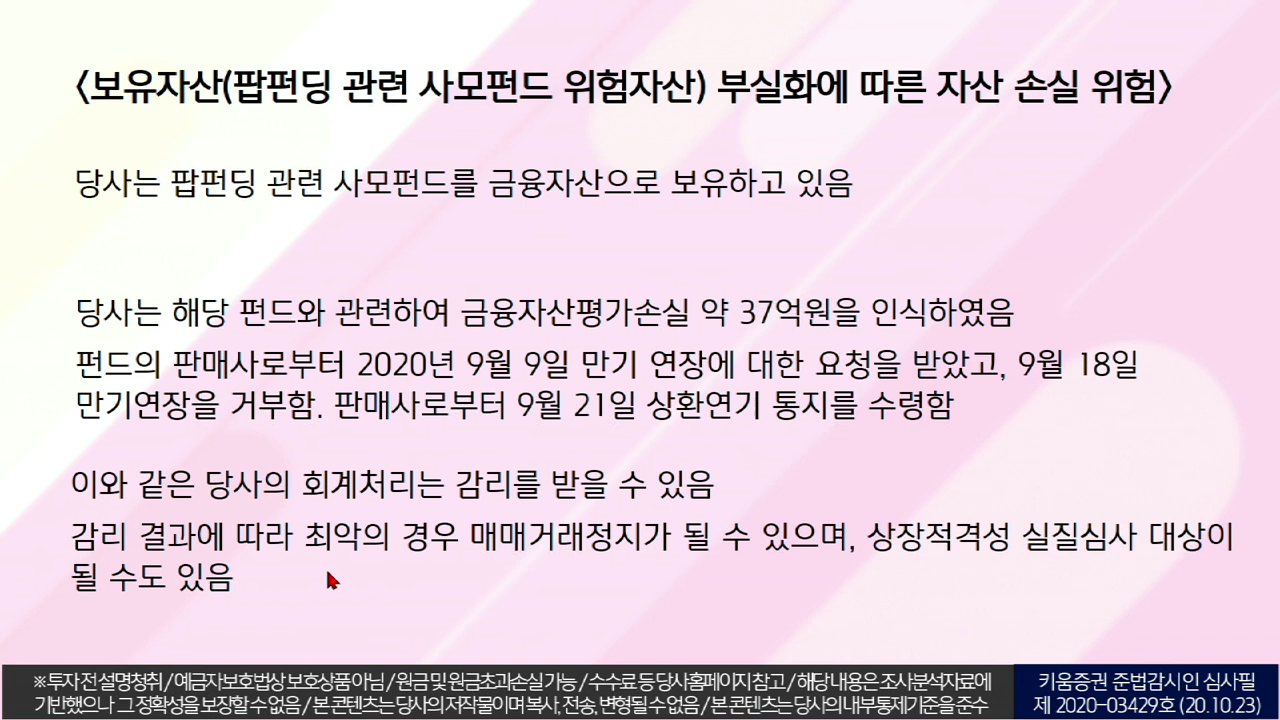 <보유자산(팝펀딩 관련 사모펀드 위험자산) 부실화에 따른 자산 손실 위험>
당사는 팝펀딩 관련 사모펀드를 금융자산으로 보유하고 있음
당사는 해당 펀드와 관련하여 금융자산평가손실 약 37억원을 인식하였음
펀드의 판매사로부터 2020년 9월 9일 만기 연장에 대한 요청을 받았고, 9월 18일
만기연장을 거부함. 판매사로부터 9월 21일 상환연기 통지를 수령함
이와 같은 당사의 회계처리는 감리를 받을 수 있음
감리 결과에 따라 최악의 경우 매매거래정지가 될 수 있으며, 상장적격성 실질심사 대상이
될 수도 있음
※투자 전 설명청취 / 예금자보호법상 보호상품 아님 / 원금 및 원금초과손실 가능 / 수수료 등 당사홈페이지 참고 / 해당 내용은 조사분석자료에
기반했으나 그 정확성을 보장할 수 없음 / 본 콘텐츠는 당사의 저작물이며 복사, 전송, 변형될 수 없음 / 본 콘텐츠는 당사의 내부통제기준을 준수
키움증권 준법감시인 심사필
제 2020-03429호 (20.10.23)